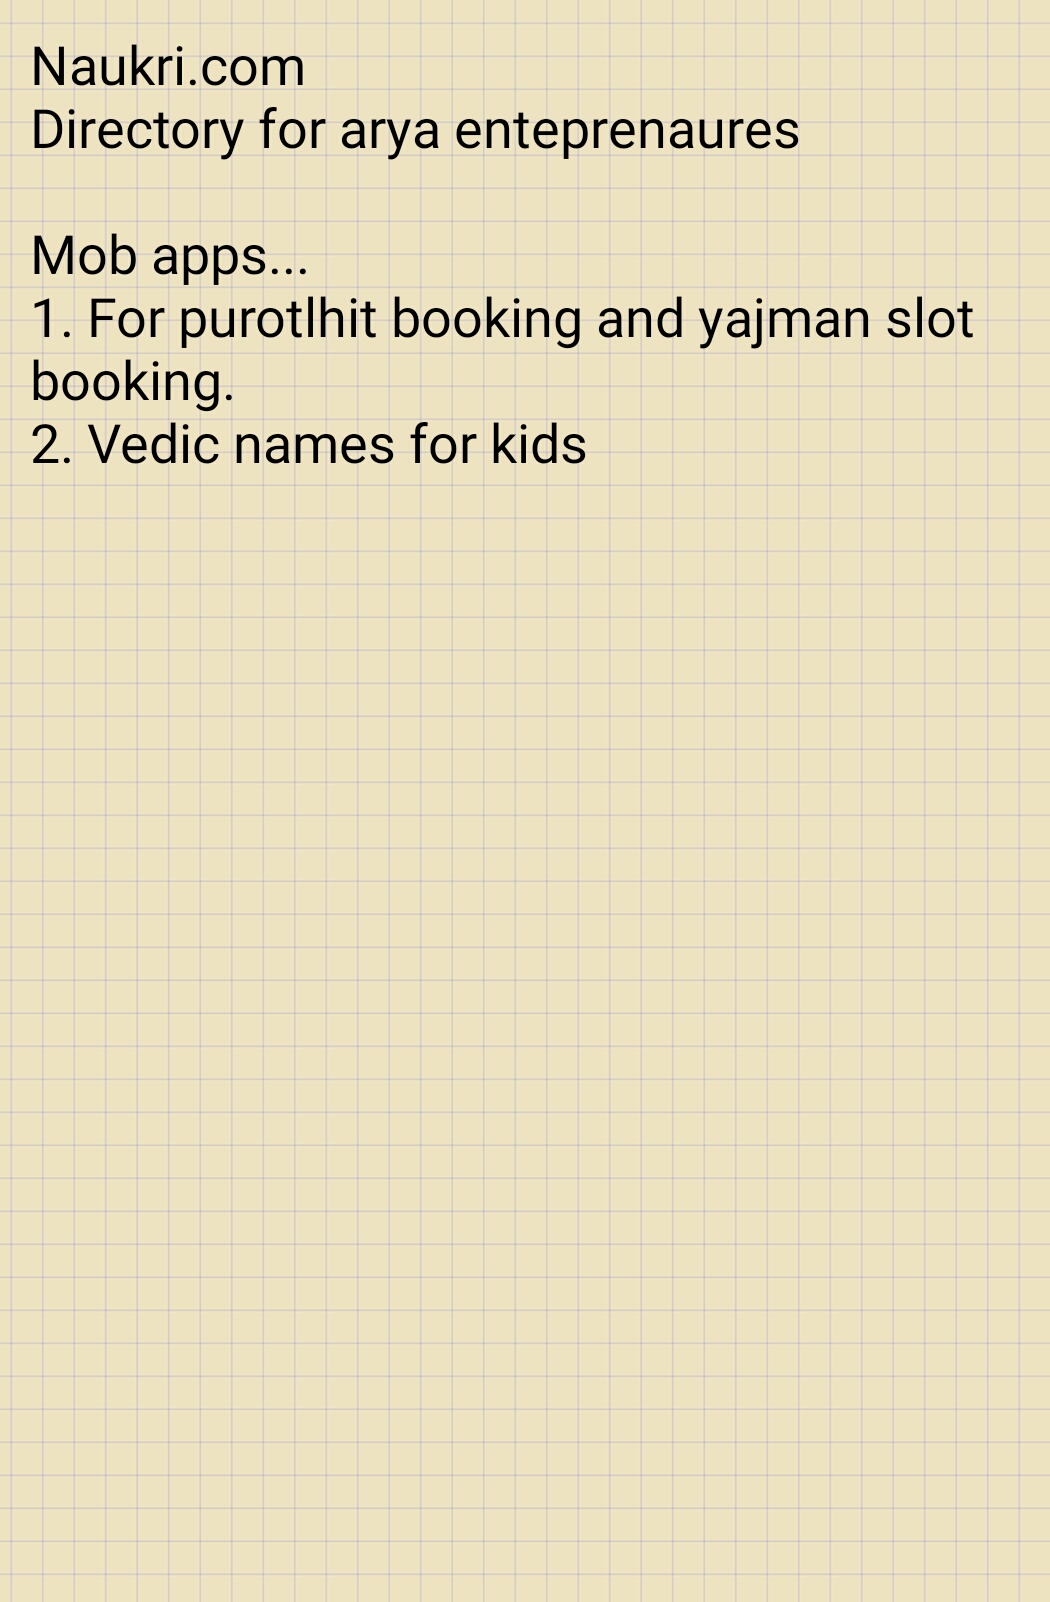 Naukri.com
Directory for arya enteprenaures
Mob apps...
1. For purotlhit booking and yajman slot
booking.
2. Vedic names for kids